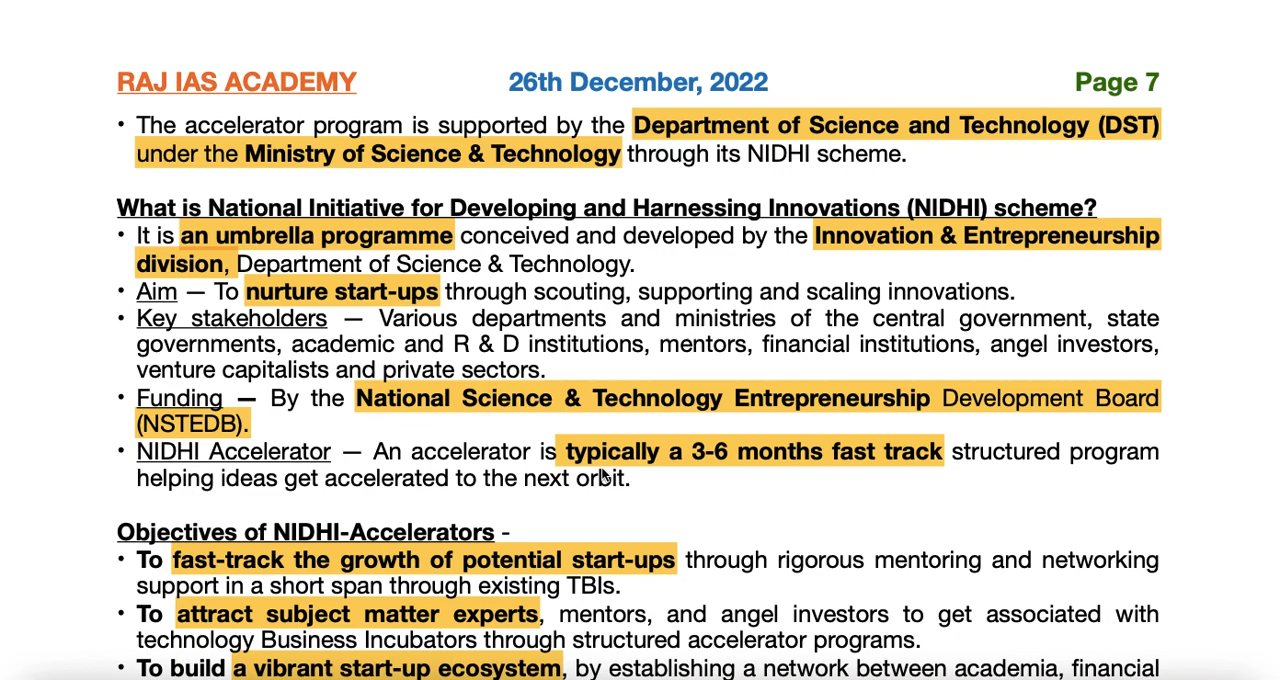 RAJ IAS ACADEMY 26th December, 2022 Page 7
• The accelerator program is supported by the Department of Science and Technology (DST)
under the Ministry of Science & Technology through its NIDHI scheme.
What is National Initiative for Developing and Harnessing Innovations (NIDHI) scheme?
• It is an umbrella programme conceived and developed by the Innovation & Entrepreneurship
division, Department of Science & Technology.
• Aim — To nurture start-ups through scouting, supporting and scaling innovations.
• Key stakeholders — Various departments and ministries of the central government, state
governments, academic and R & D institutions, mentors, financial institutions, angel investors,
venture capitalists and private sectors.
• Funding — By the National Science & Technology Entrepreneurship Development Board
(NSTEDB).
• NIDHI Accelerator — An accelerator is typically a 3-6 months fast track structured program
helping ideas get accelerated to the next orbit.
Objectives of NIDHI-Accelerators -
• To fast-track the growth of potential start-ups through rigorous mentoring and networking
support in a short span through existing TBIs.
• To attract subject matter experts, mentors, and angel investors to get associated with
technology Business Incubators through structured accelerator programs.
• To build a vibrant start-up ecosystem, by establishing a network between academia, financial